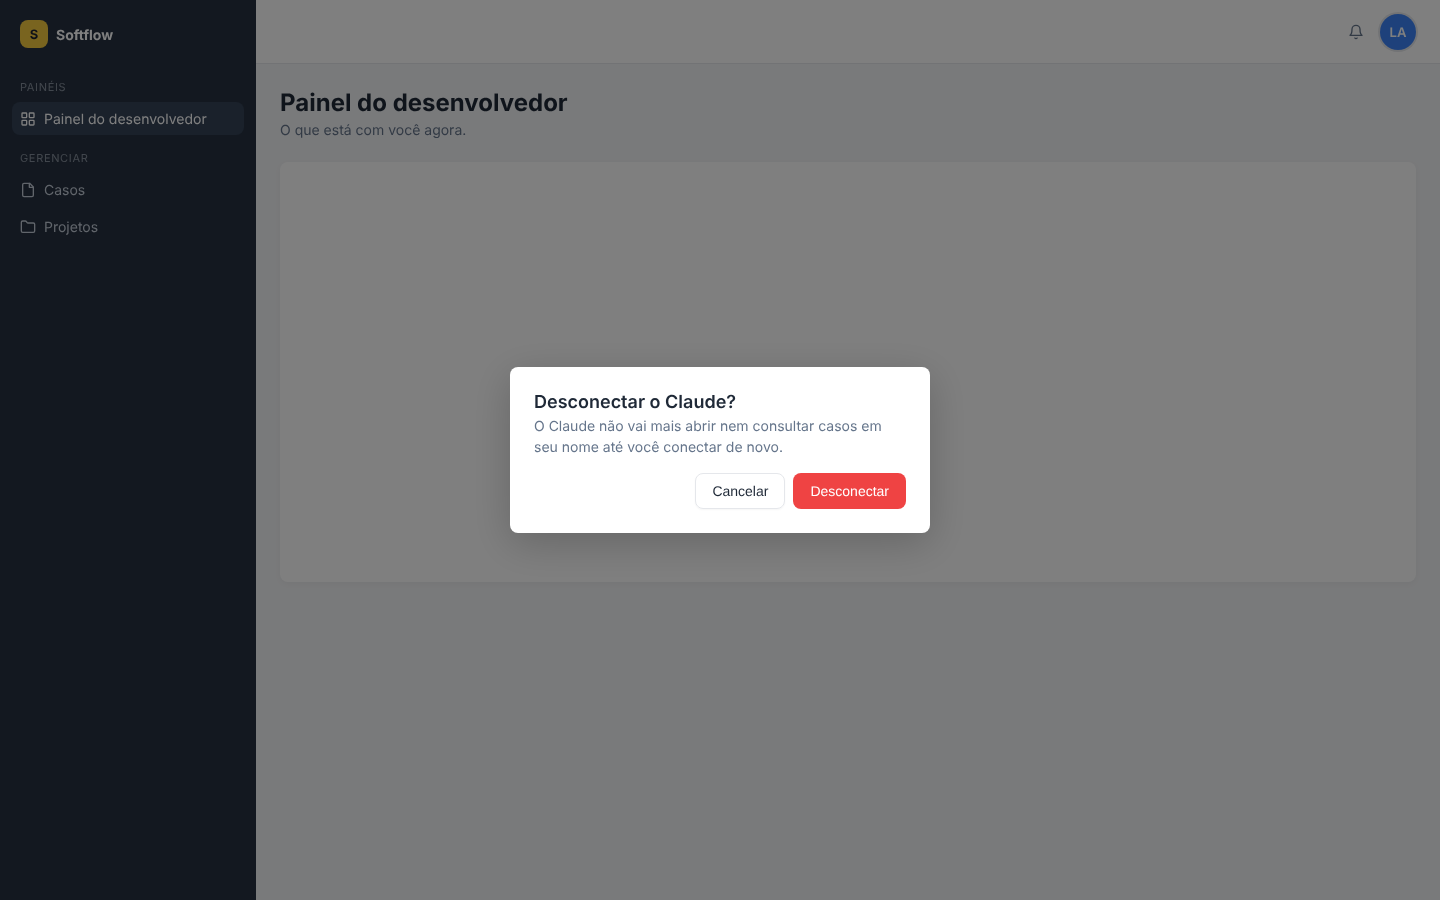 S Softflow
LA
PAINÉIS
Painel do desenvolvedor
GERENCIAR
Casos
Projetos
Painel do desenvolvedor
O que está com você agora.
Desconectar o Claude?
O Claude não vai mais abrir nem consultar casos em
seu nome até você conectar de novo.
Cancelar Desconectar